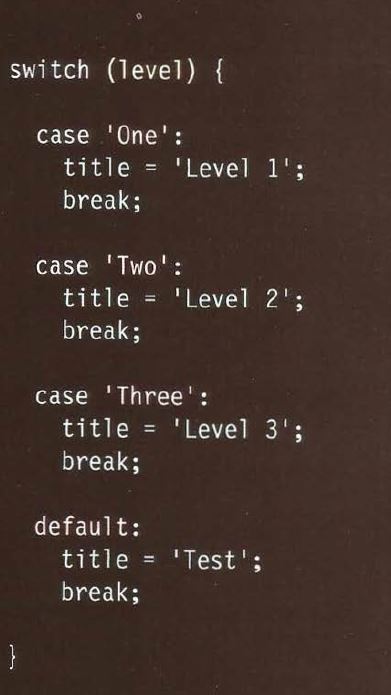 switch (level) {
case 'One':
title = 'Level 1';
break;
case 'Two':
title = 'Level 2';
break;
case 'Three':
title = 'Level 3';
break;
default:
title = 'Test';
break;
}